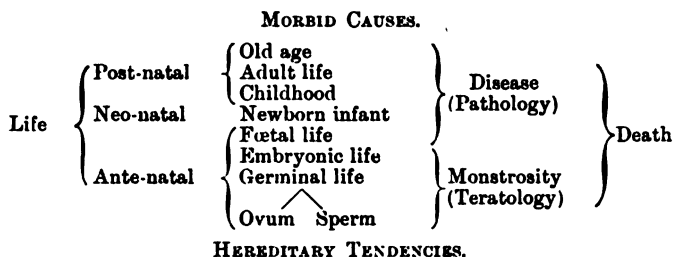 MORBID CAUSES.
Old age
Post-natal Adult life Disease
Childhood (Pathology)
Life Neo-natal Newborn infant Death
Fœtal life
Embryonic life
Ante-natal Germinal life Monstrosity
(Teratology)
Ovum Sperm
HEREDITARY TENDENCIES.